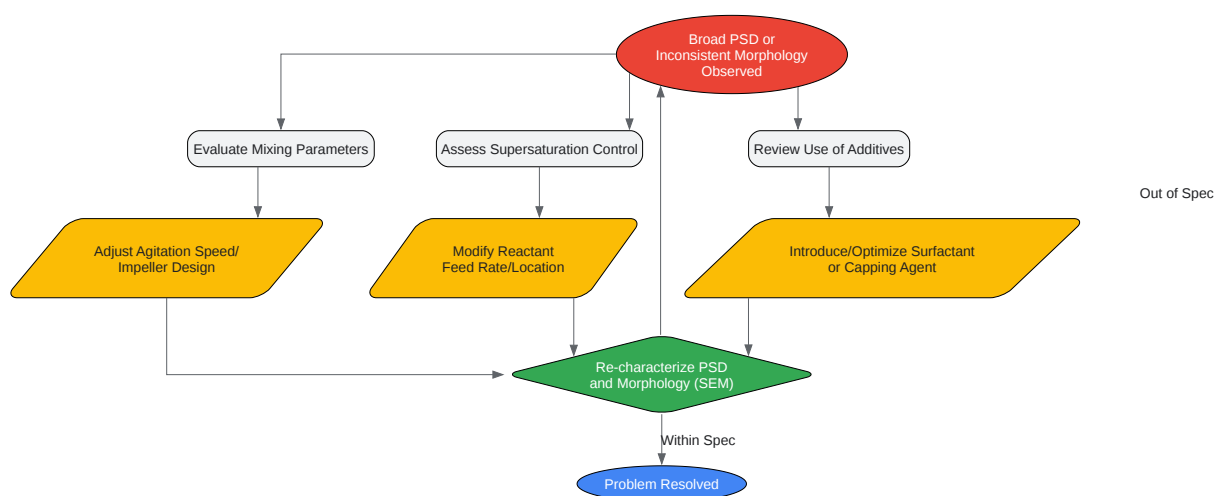 Broad PSD or
Inconsistent Morphology
Observed
Evaluate Mixing Parameters
Assess Supersaturation Control
Review Use of Additives
Out of Spec
Adjust Agitation Speed/
Impeller Design
Modify Reactant
Feed Rate/Location
Introduce/Optimize Surfactant
or Capping Agent
Re-characterize PSD
and Morphology (SEM)
Within Spec
Problem Resolved